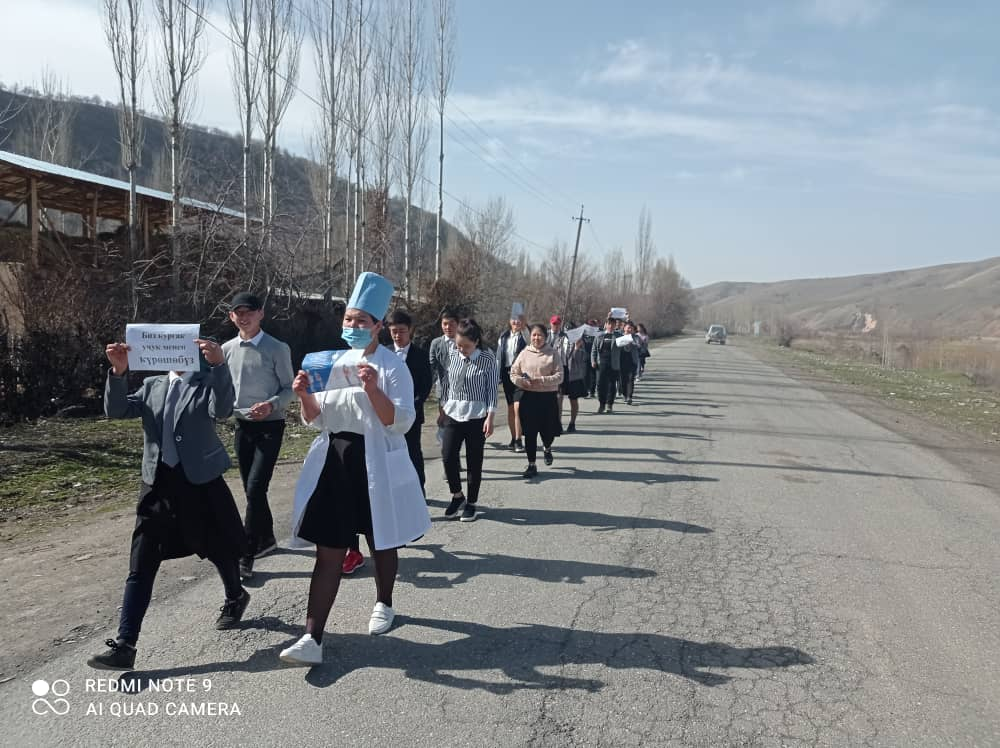 Биз кургак
учук менен
күрөшөбүз
REDMI NOTE 9
AI QUAD CAMERA